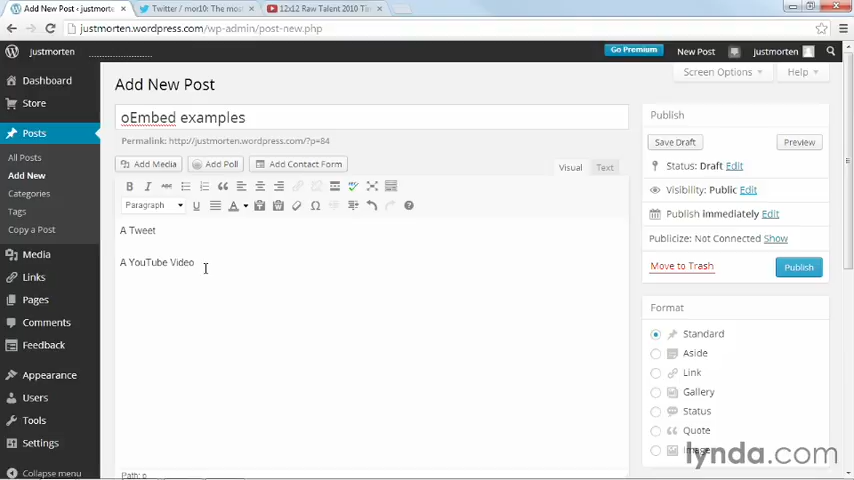 Add New Post ‹ justmorten
Twitter / mor10: The most
12x12 Raw Talent 2010 Tim
justmorten.wordpress.com/wp-admin/post-new.php
justmorten
Go Premium
New Post
justmorten
Dashboard
Store
Posts
All Posts
Add New
Categories
Tags
Copy a Post
Media
Links
Pages
Comments
Feedback
Appearance
Users
Tools
Settings
Collapse menu
Screen Options
Help
Add New Post
oEmbed examples
Permalink: http://justmorten.wordpress.com/?p=84
Add Media
Add Poll
Add Contact Form
Visual
Text
Paragraph
A Tweet
A YouTube Video
Path: p
Publish
Save Draft
Preview
Status: Draft Edit
Visibility: Public Edit
Publish immediately Edit
Publicize: Not Connected Show
Move to Trash
Publish
Format
Standard
Aside
Link
Gallery
Status
Quote
Image
lynda.com